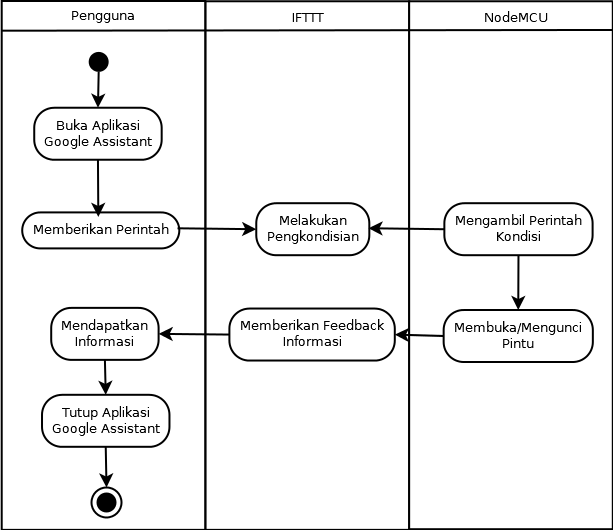 Pengguna
IFTTT
NodeMCU
Buka Aplikasi
Google Assistant
Memberikan Perintah
Melakukan
Pengkondisian
Mengambil Perintah
Kondisi
Mendapatkan
Informasi
Memberikan Feedback
Informasi
Membuka/Mengunci
Pintu
Tutup Aplikasi
Google Assistant